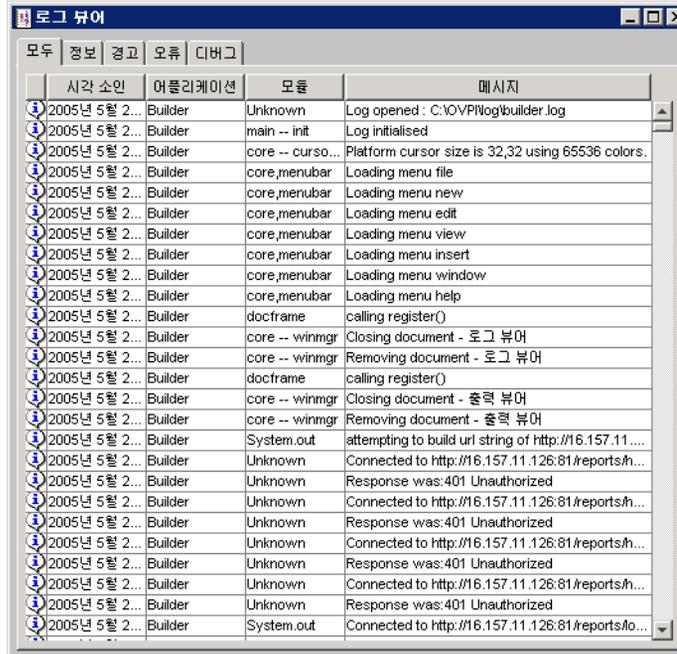 로그 뷰어
모두 정보 경고 오류 디버그
시각 소인 어플리케이션 모듈 메시지
2005년 5월 2... Builder Unknown Log opened : C:\OVPI\log\builder.log
2005년 5월 2... Builder main -- init Log initialised
2005년 5월 2... Builder core -- curso... Platform cursor size is 32,32 using 65536 colors.
2005년 5월 2... Builder core,menubar Loading menu file
2005년 5월 2... Builder core,menubar Loading menu new
2005년 5월 2... Builder core,menubar Loading menu edit
2005년 5월 2... Builder core,menubar Loading menu view
2005년 5월 2... Builder core,menubar Loading menu insert
2005년 5월 2... Builder core,menubar Loading menu window
2005년 5월 2... Builder core,menubar Loading menu help
2005년 5월 2... Builder docframe calling register()
2005년 5월 2... Builder core -- winmgr Closing document - 로그 뷰어
2005년 5월 2... Builder core -- winmgr Removing document - 로그 뷰어
2005년 5월 2... Builder docframe calling register()
2005년 5월 2... Builder core -- winmgr Closing document - 출력 뷰어
2005년 5월 2... Builder core -- winmgr Removing document - 출력 뷰어
2005년 5월 2... Builder System.out attempting to build url string of http://16.157.11....
2005년 5월 2... Builder Unknown Connected to http://16.157.11.126:81/reports/h...
2005년 5월 2... Builder Unknown Response was:401 Unauthorized
2005년 5월 2... Builder Unknown Connected to http://16.157.11.126:81/reports/h...
2005년 5월 2... Builder Unknown Response was:401 Unauthorized
2005년 5월 2... Builder Unknown Connected to http://16.157.11.126:81/reports/h...
2005년 5월 2... Builder Unknown Response was:401 Unauthorized
2005년 5월 2... Builder Unknown Connected to http://16.157.11.126:81/reports/h...
2005년 5월 2... Builder Unknown Response was:401 Unauthorized
2005년 5월 2... Builder System.out Connected to http://16.157.11.126:81/reports/lo...